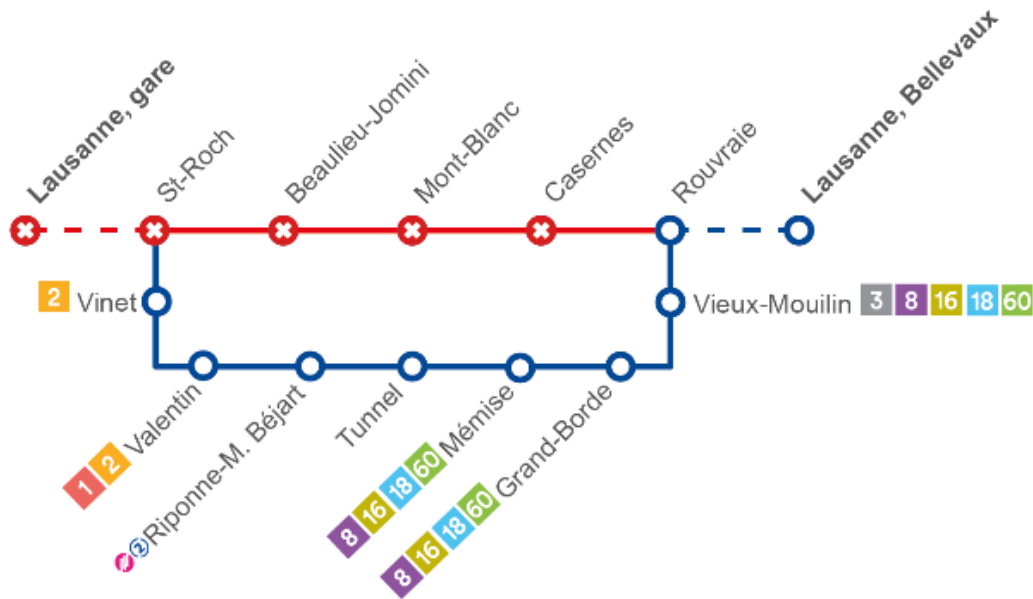 Lausanne, gare
St-Roch
Beaulieu-Jomini
Mont-Blanc
Casernes
Rouvraie
Lausanne, Bellevaux
2 Vinet
Vieux-Mouilin 3 8 16 18 60
1 2 Valentin
2 Riponne-M. Béjart
Tunnel
8 16 18 60 Mémise
8 16 18 60 Grand-Borde